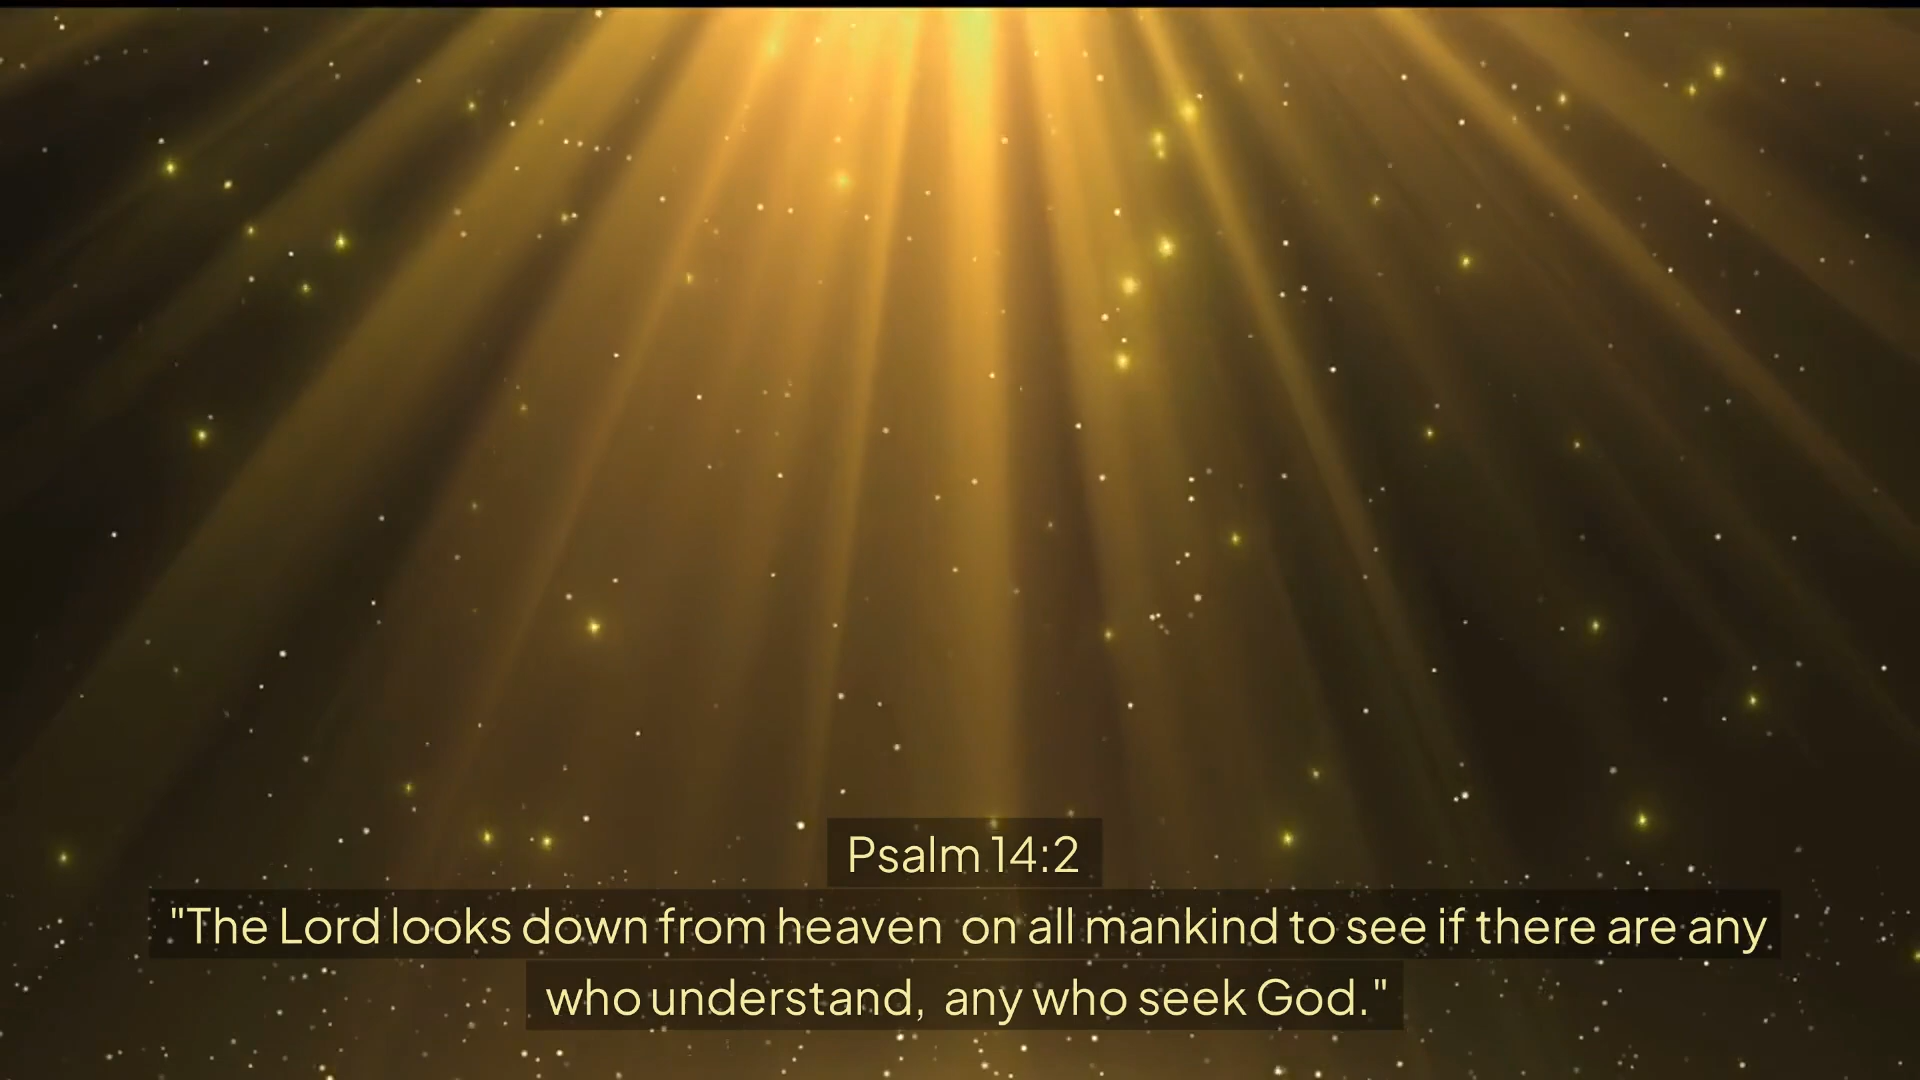 Psalm 14:2
"The Lord looks down from heaven  on all mankind to see if there are any
who understand,  any who seek God."